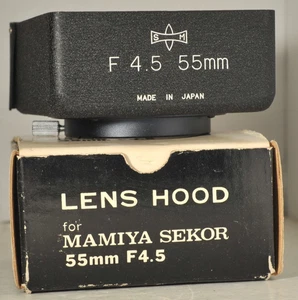 S M
F 4.5 55mm
MADE IN JAPAN
LENS HOOD
for
MAMIYA SEKOR
55mm F4.5